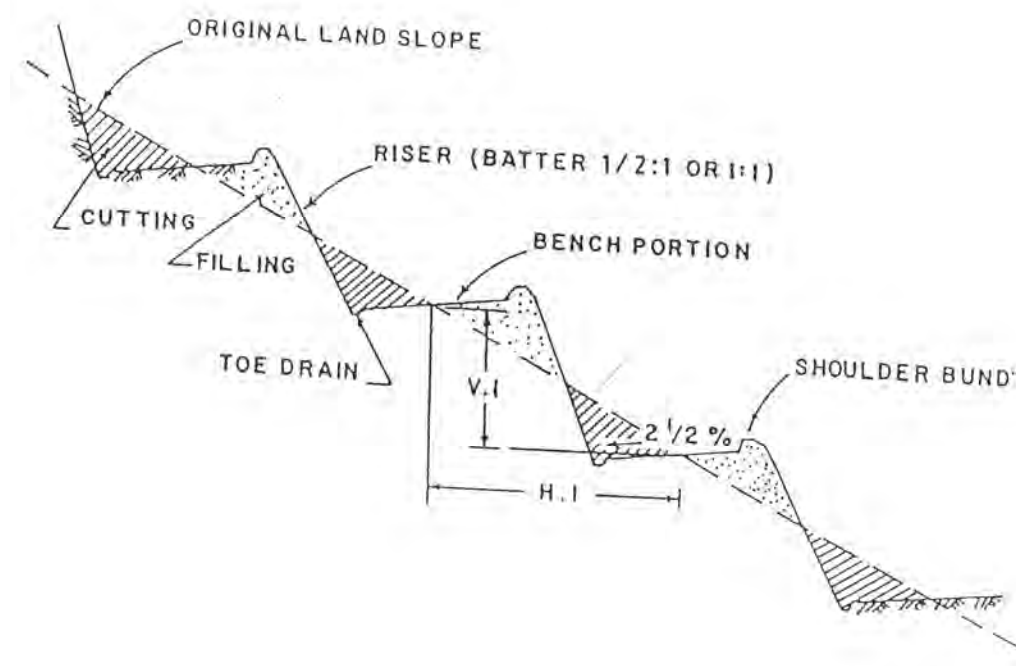 ORIGINAL LAND SLOPE
RISER (BATTER 1/2:1 OR 1:1)
CUTTING
FILLING
BENCH PORTION
TOE DRAIN
V.I
SHOULDER BUND
2 1/2 %
H.I